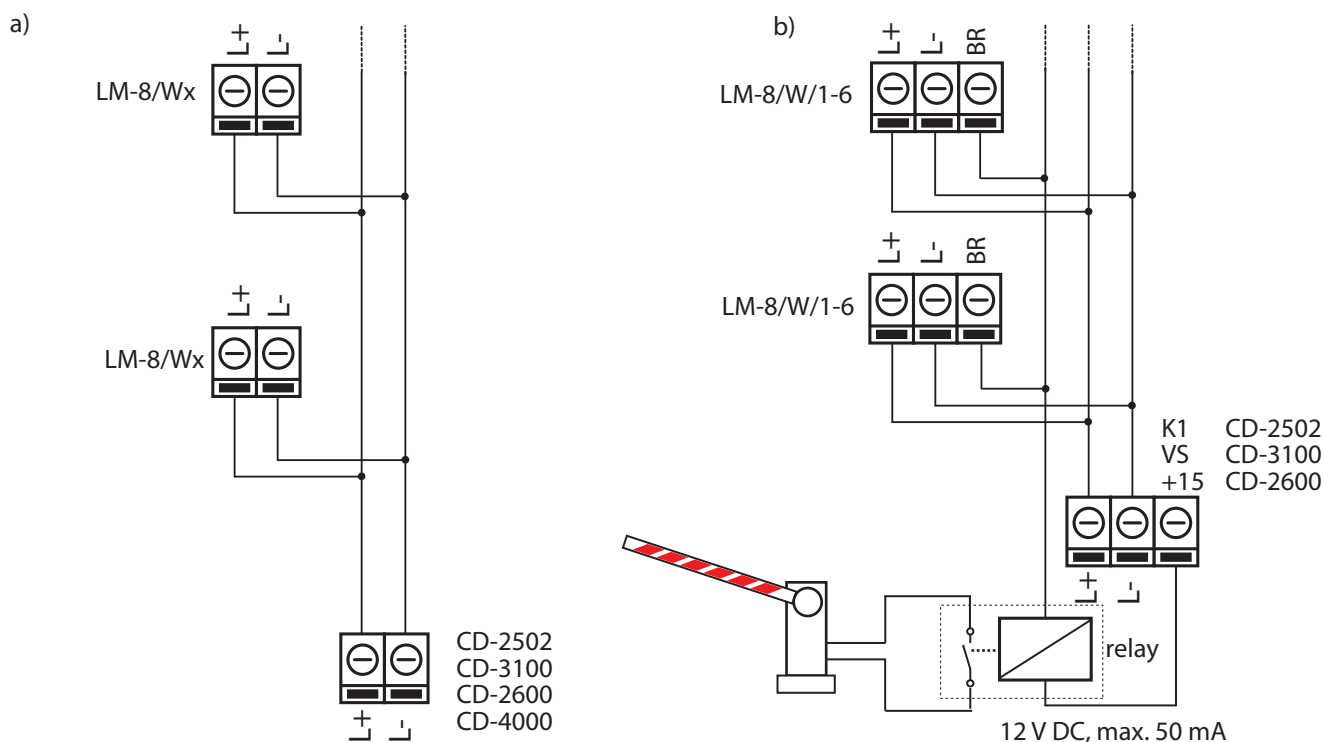 a)
L+ L-
LM-8/Wx
L+ L-
LM-8/Wx
CD-2502
CD-3100
CD-2600
CD-4000
L+ L-
b)
L+ L- BR
LM-8/W/1-6
L+ L- BR
LM-8/W/1-6
K1 CD-2502
VS CD-3100
+15 CD-2600
L+ L-
relay
12 V DC, max. 50 mA